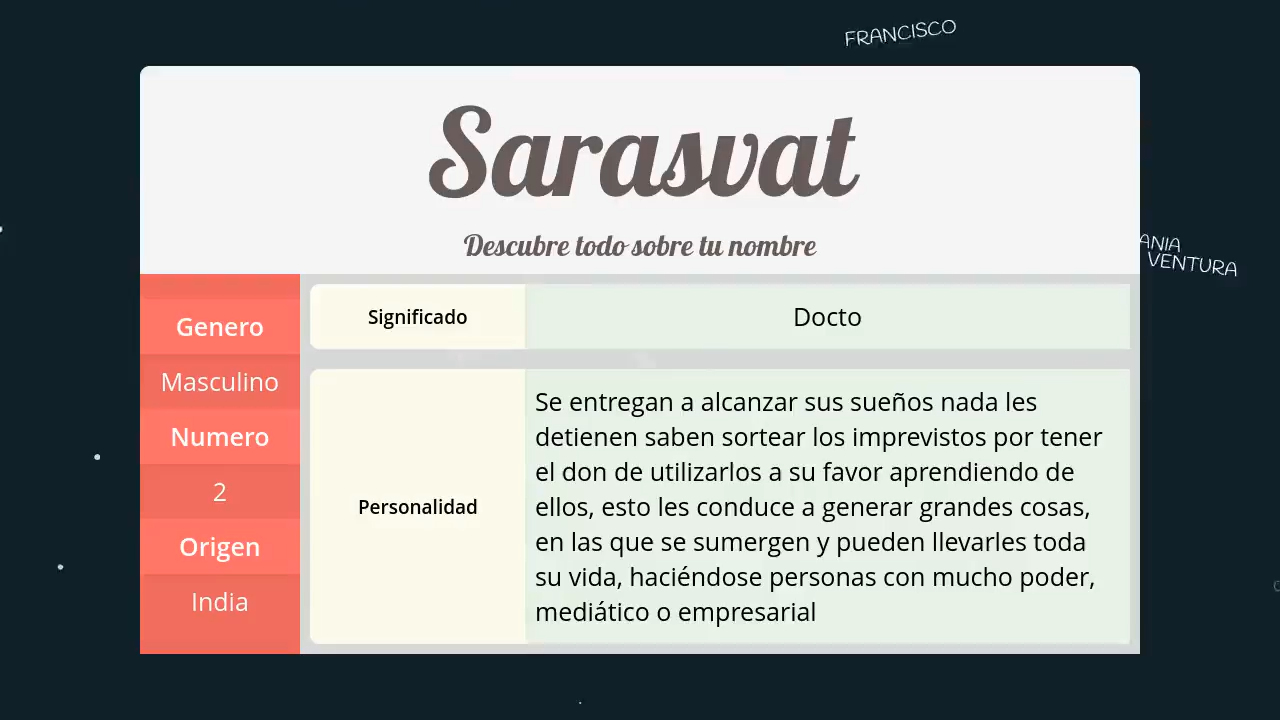 FRANCISCO
Sarasvat
Descubre todo sobre tu nombre
ANIA
VENTURA
Genero
Masculino
Numero
2
Origen
India
Significado
Docto
Personalidad
Se entregan a alcanzar sus sueños nada les
detienen saben sortear los imprevistos por tener
el don de utilizarlos a su favor aprendiendo de
ellos, esto les conduce a generar grandes cosas,
en las que se sumergen y pueden llevarles toda
su vida, haciéndose personas con mucho poder,
mediático o empresarial